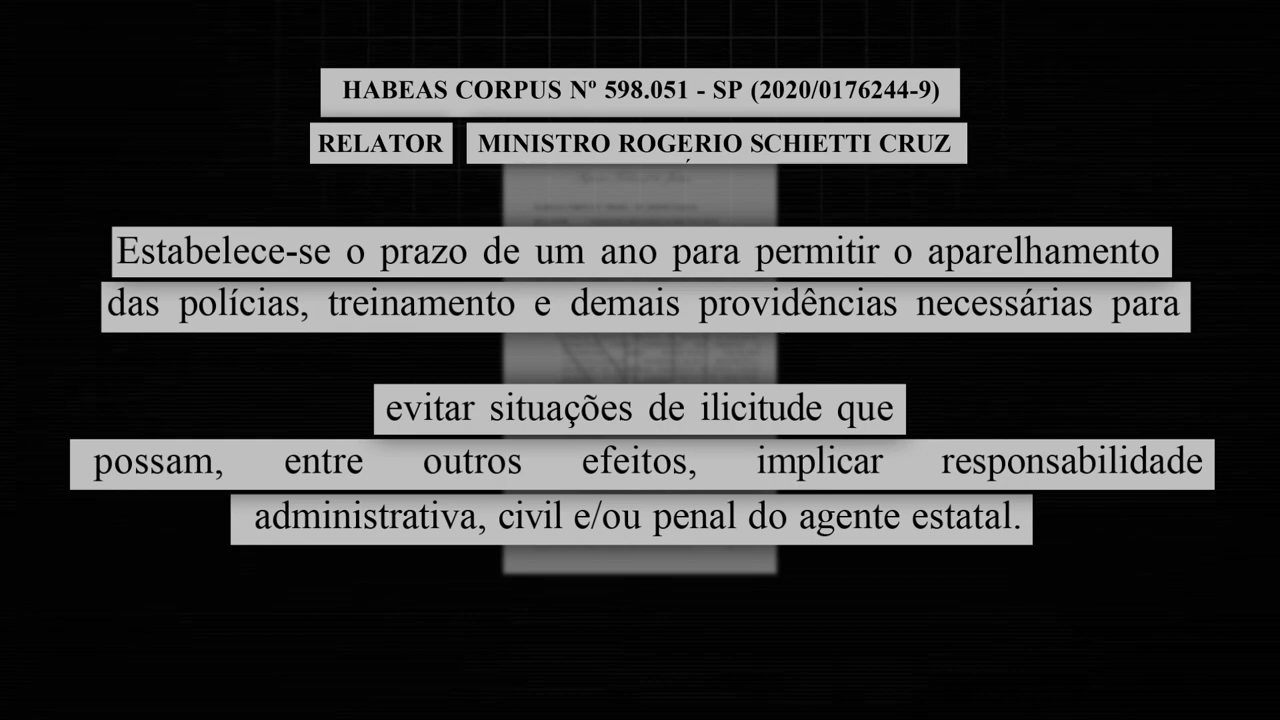 HABEAS CORPUS Nº 598.051 - SP (2020/0176244-9)
RELATOR MINISTRO ROGERIO SCHIETTI CRUZ
Estabelece-se o prazo de um ano para permitir o aparelhamento
das polícias, treinamento e demais providências necessárias para
evitar situações de ilicitude que
possam, entre outros efeitos, implicar responsabilidade
administrativa, civil e/ou penal do agente estatal.